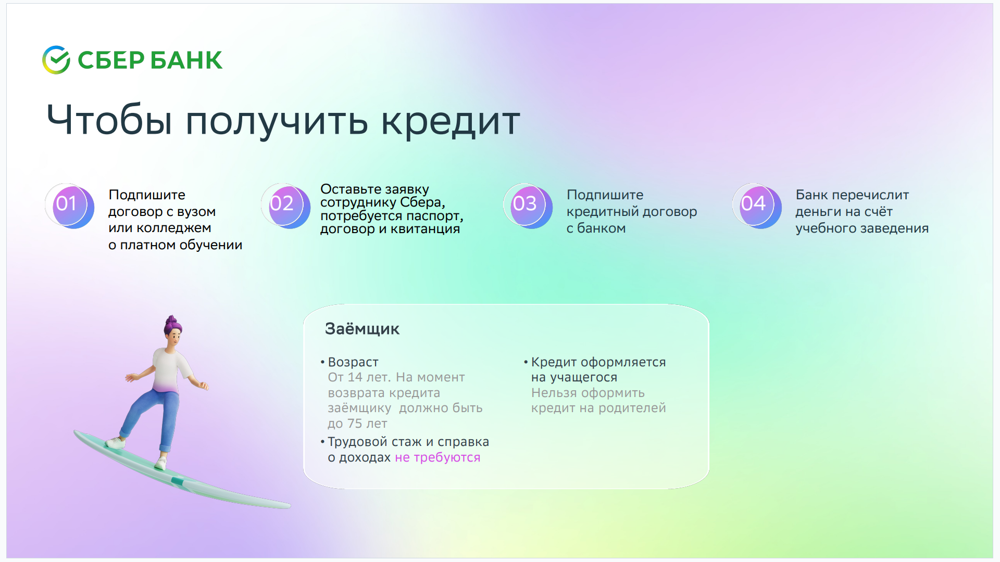 СБЕР БАНК
Чтобы получить кредит
01
Подпишите
договор с вузом
или колледжем
о платном обучении
02
Оставьте заявку
сотруднику Сбера,
потребуется паспорт,
договор и квитанция
03
Подпишите
кредитный договор
с банком
04
Банк перечислит
деньги на счёт
учебного заведения
Заёмщик
• Возраст
От 14 лет. На момент
возврата кредита
заёмщику  должно быть
до 75 лет
• Трудовой стаж и справка
о доходах не требуются
• Кредит оформляется
на учащегося
Нельзя оформить
кредит на родителей